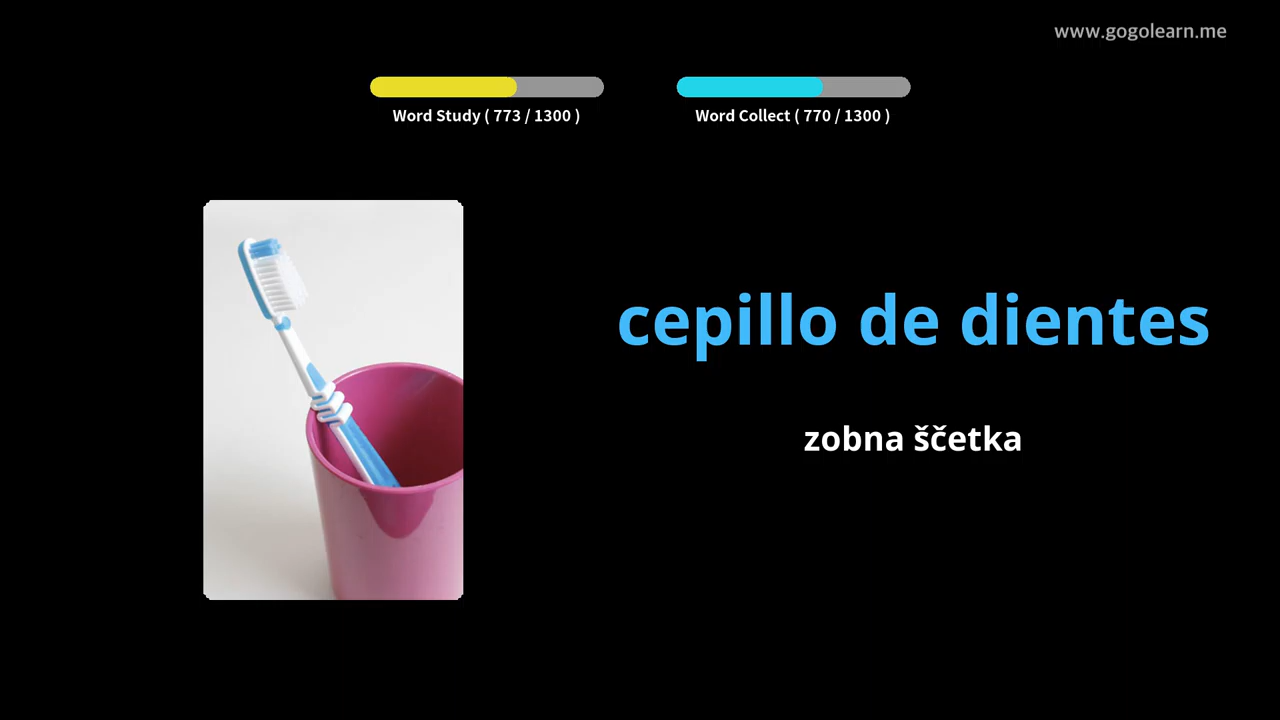 www.gogolearn.me
Word Study ( 773 / 1300 )
Word Collect ( 770 / 1300 )
cepillo de dientes
zobna ščetka